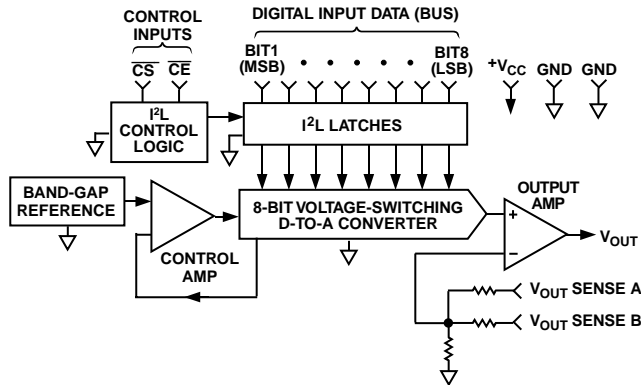 CONTROL
INPUTS
CS CE
DIGITAL INPUT DATA (BUS)
BIT1
(MSB)
BIT8
(LSB)
+VCC GND GND
I2L
CONTROL
LOGIC
I2L LATCHES
BAND-GAP
REFERENCE
CONTROL
AMP
8-BIT VOLTAGE-SWITCHING
D-TO-A CONVERTER
OUTPUT
AMP
+
−
VOUT
VOUT SENSE A
VOUT SENSE B